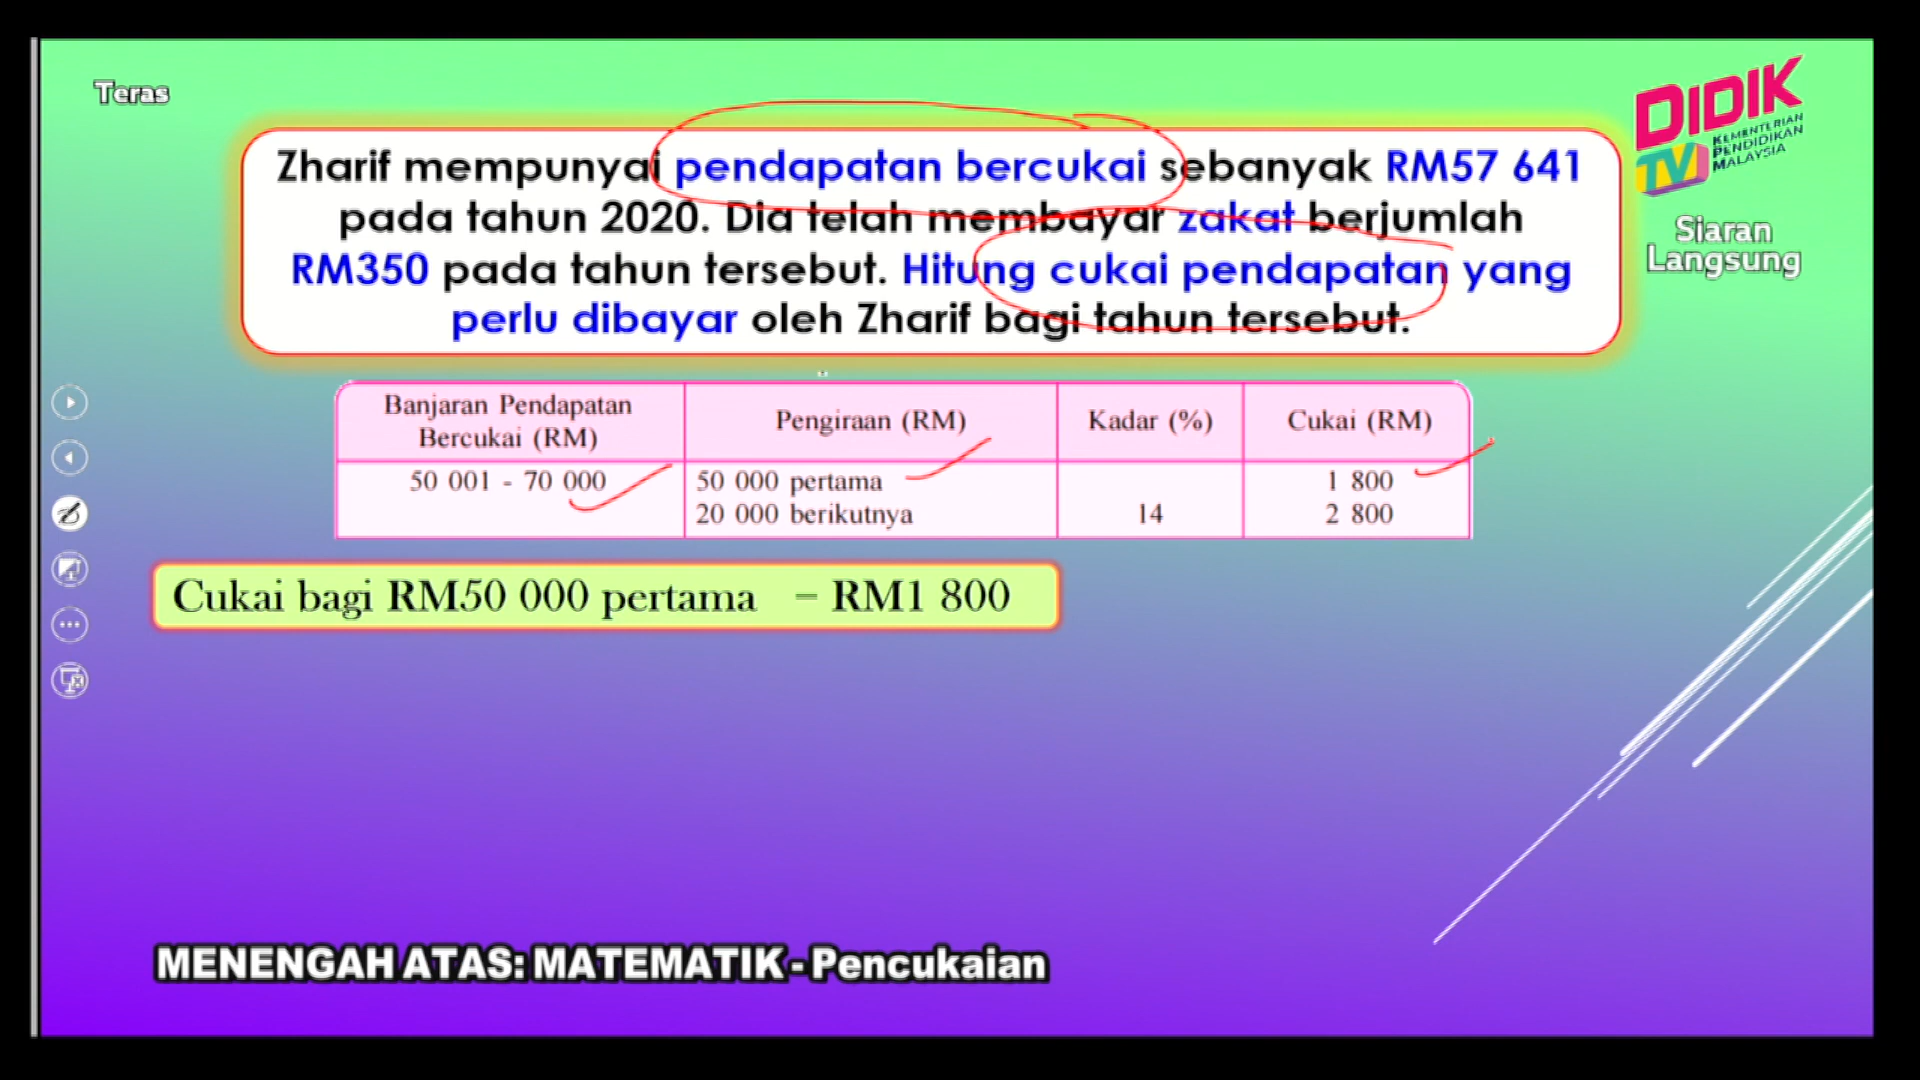 Teras
Zharif mempunyai pendapatan bercukai sebanyak RM57 641
pada tahun 2020. Dia telah membayar zakat berjumlah
RM350 pada tahun tersebut. Hitung cukai pendapatan yang
perlu dibayar oleh Zharif bagi tahun tersebut.
DIDIK
TV
KEMENTERIAN
PENDIDIKAN
MALAYSIA
Siaran
Langsung
Banjaran Pendapatan
Bercukai (RM)
Pengiraan (RM)
Kadar (%)
Cukai (RM)
50 001 - 70 000
50 000 pertama
1 800
20 000 berikutnya
14
2 800
Cukai bagi RM50 000 pertama = RM1 800
MENENGAH ATAS: MATEMATIK - Pencukaian